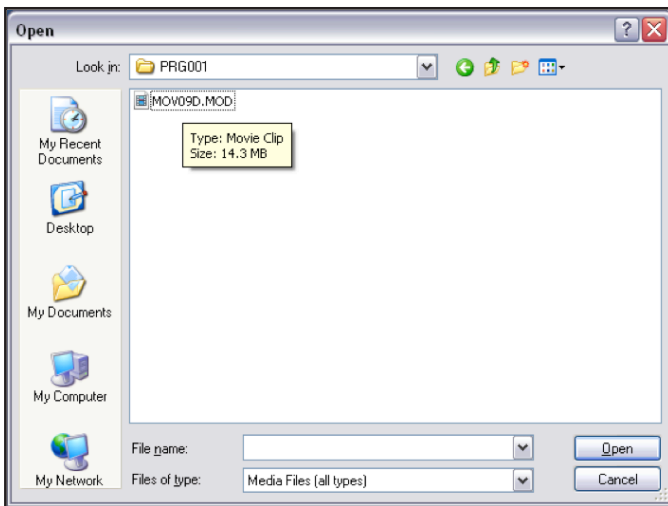 Open
Look in:
PRG001
MOV09D.MOD
Type: Movie Clip
Size: 14.3 MB
My Recent
Documents
Desktop
My Documents
My Computer
My Network
File name:
Open
Files of type:
Media Files (all types)
Cancel